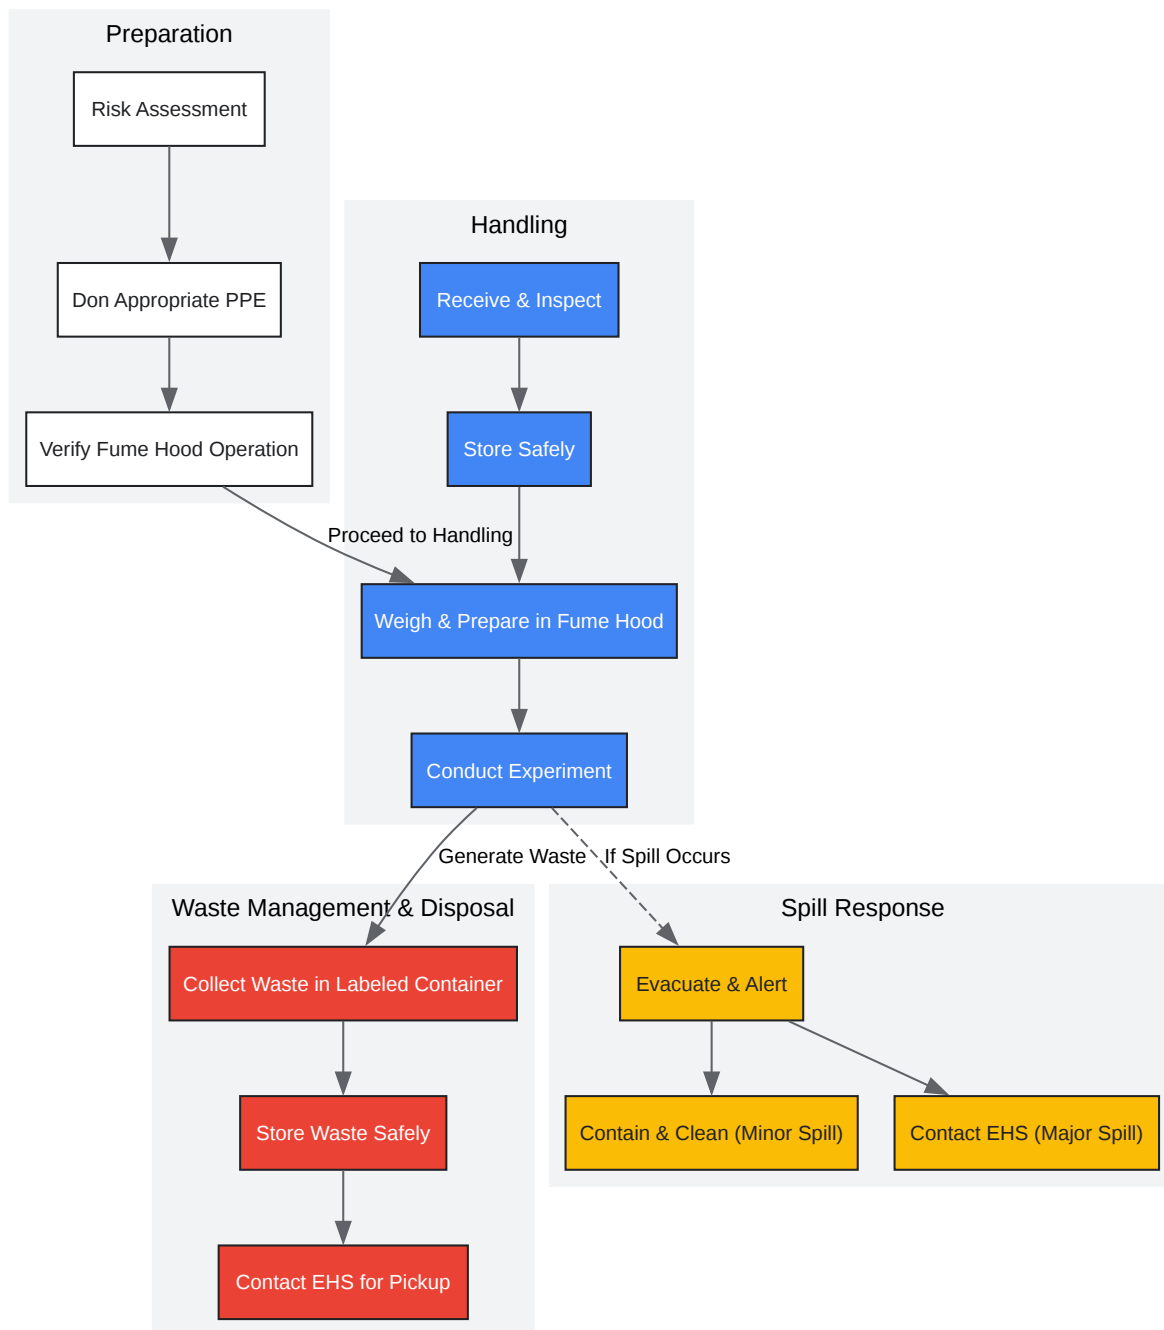 Preparation
Risk Assessment
Don Appropriate PPE
Verify Fume Hood Operation
Handling
Receive & Inspect
Store Safely
Proceed to Handling
Weigh & Prepare in Fume Hood
Conduct Experiment
Generate Waste
If Spill Occurs
Waste Management & Disposal
Collect Waste in Labeled Container
Store Waste Safely
Contact EHS for Pickup
Spill Response
Evacuate & Alert
Contain & Clean (Minor Spill)
Contact EHS (Major Spill)